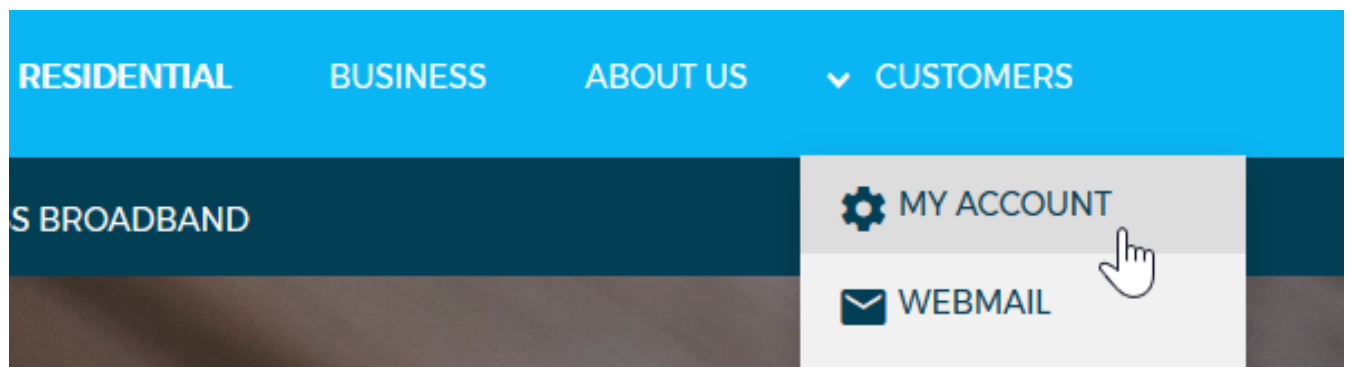 RESIDENTIAL BUSINESS ABOUT US CUSTOMERS
S BROADBAND
MY ACCOUNT
WEBMAIL